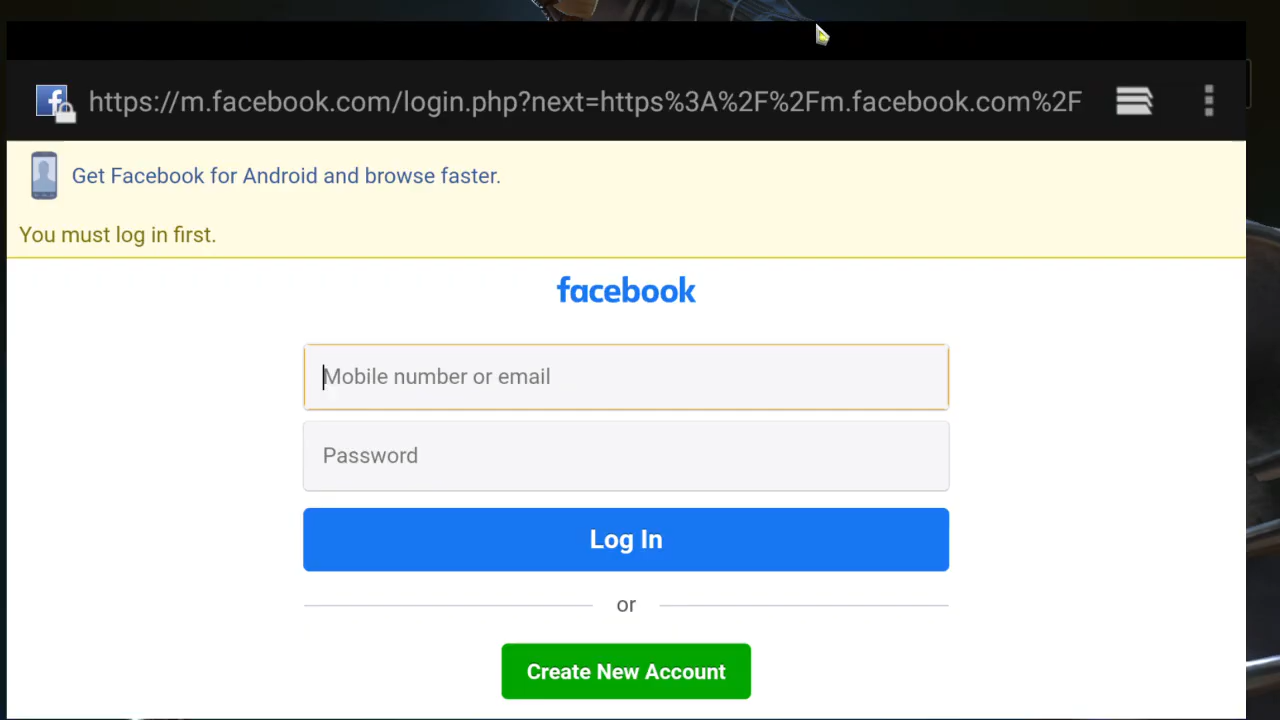 https://m.facebook.com/login.php?next=https%3A%2F%2Fm.facebook.com%2F
Get Facebook for Android and browse faster.
You must log in first.
facebook
Mobile number or email
Password
Log In
or
Create New Account